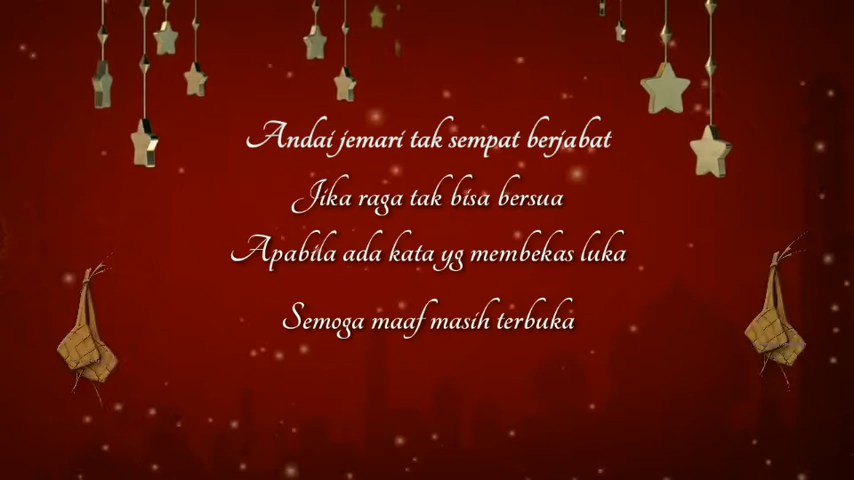 Andai jemari tak sempat berjabat
Jika raga tak bisa bersua
Apabila ada kata yg membekas luka
Semoga maaf masih terbuka